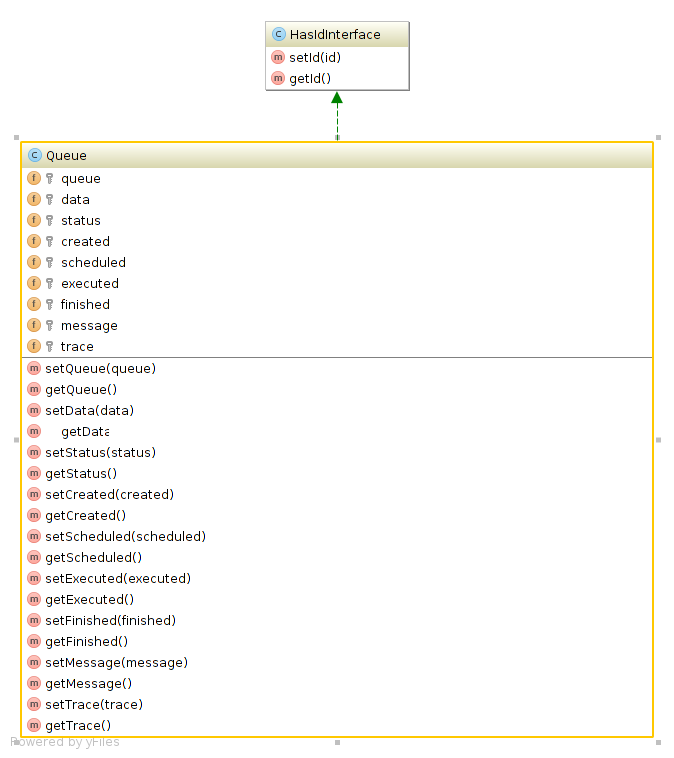 C HasIdInterface
m setId(id)
m getId()
C Queue
f queue
f data
f status
f created
f scheduled
f executed
f finished
f message
f trace
m setQueue(queue)
m getQueue()
m setData(data)
m getData
m setStatus(status)
m getStatus()
m setCreated(created)
m getCreated()
m setScheduled(scheduled)
m getScheduled()
m setExecuted(executed)
m getExecuted()
m setFinished(finished)
m getFinished()
m setMessage(message)
m getMessage()
m setTrace(trace)
m getTrace()
Powered by yFiles